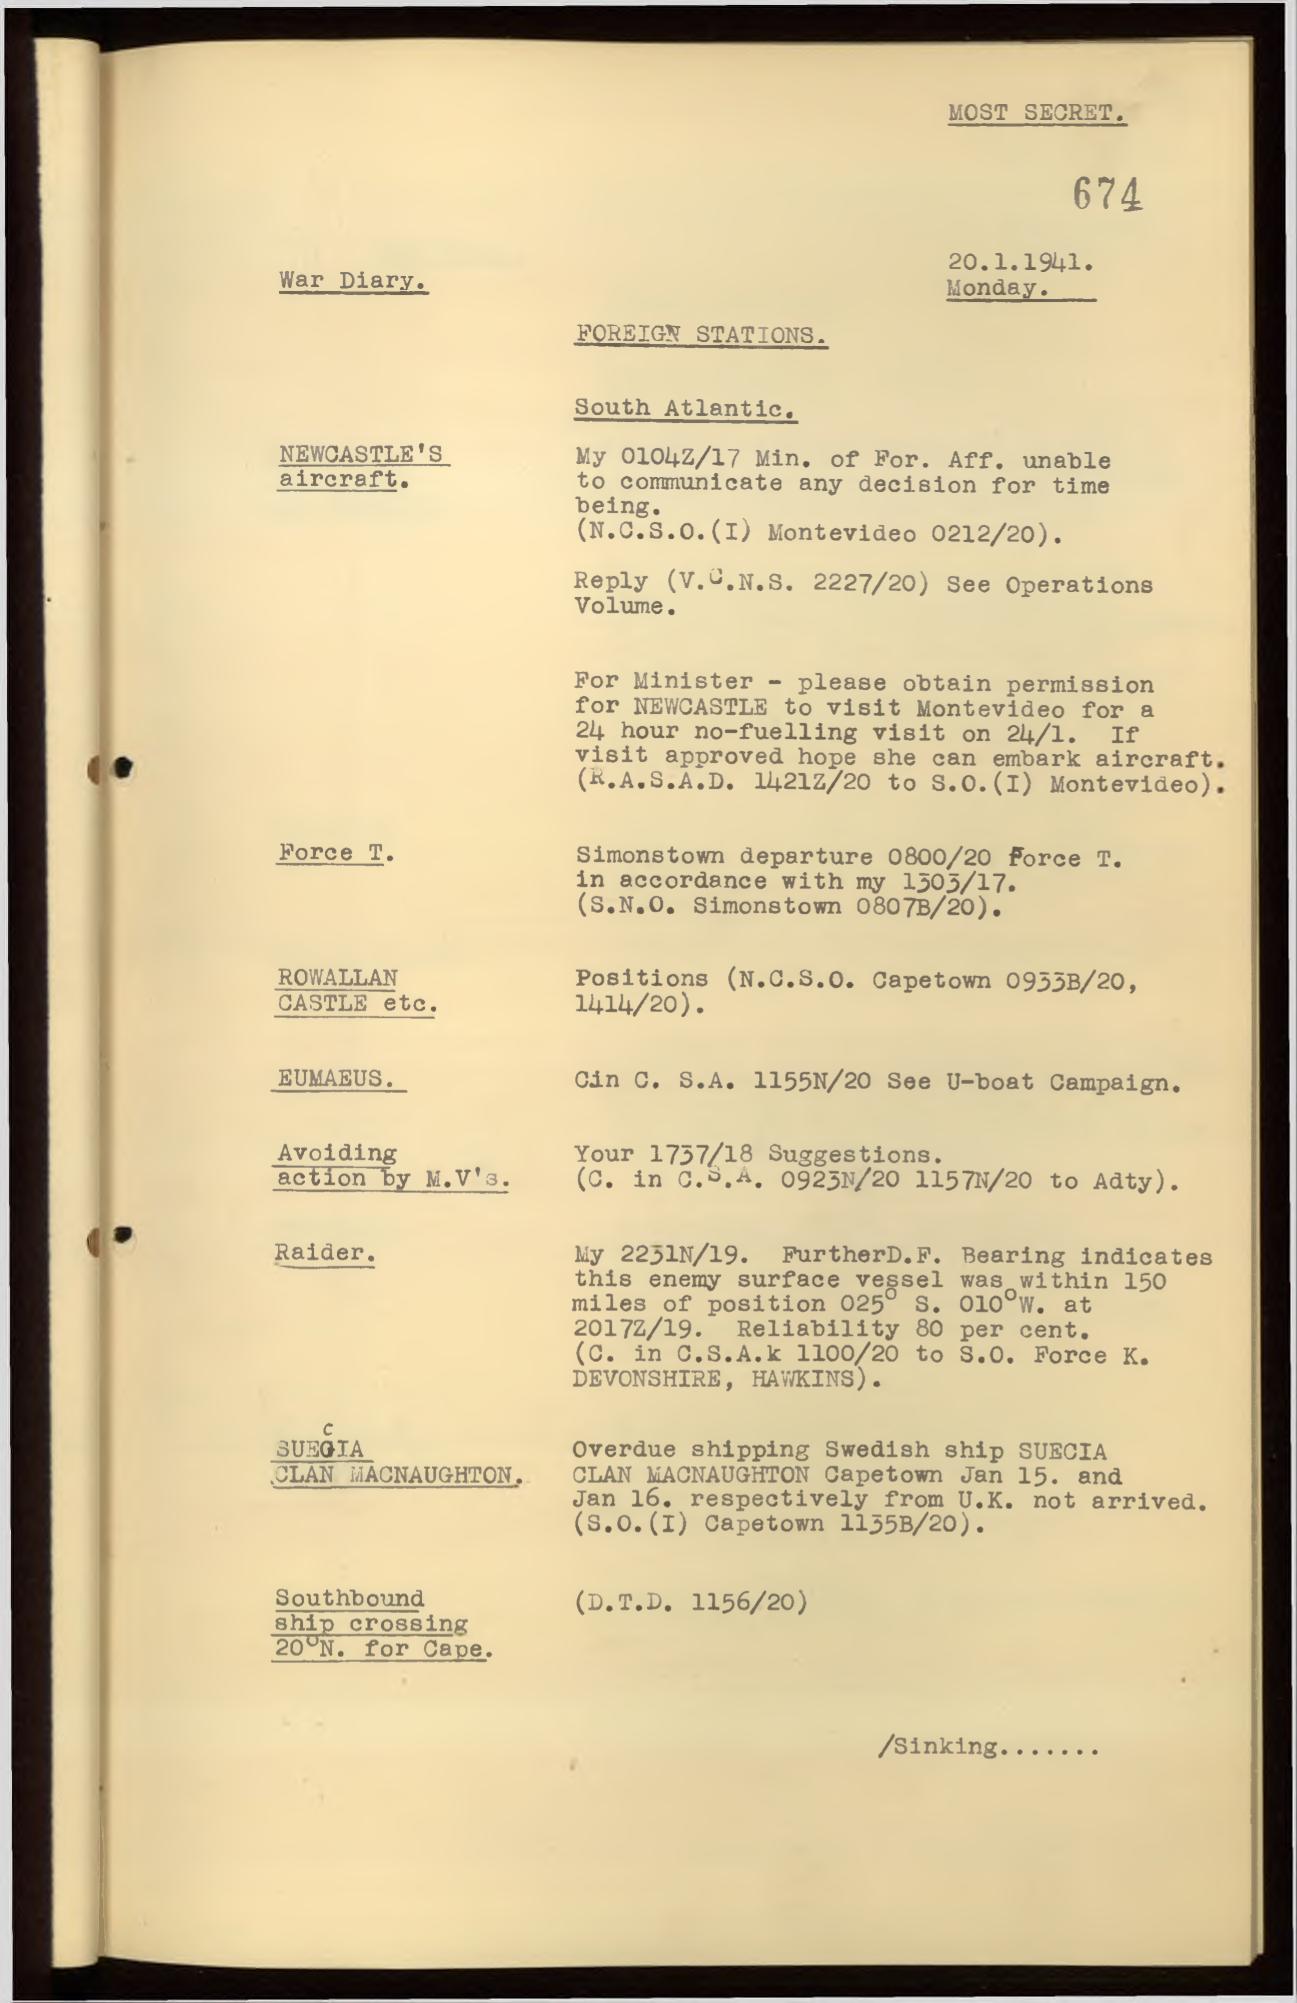 MOST SECRET.
674
20.1.1941.
War Diary.
Monday.
FOREIGN STATIONS.
South Atlantic.
NEWCASTLE'S
aircraft.
My 0104Z/17 Min. of For. Aff. unable
to communicate any decision for time
being.
(N.C.S.O.(I) Montevideo 0212/20).
Reply (V.C.N.S. 2227/20) See Operations
Volume.
For Minister - please obtain permission
for NEWCASTLE to visit Montevideo for a
24 hour no-fuelling visit on 24/1. If
visit approved hope she can embark aircraft.
(R.A.S.A.D. 1421Z/20 to S.O.(I) Montevideo).
Force T.
Simonstown departure 0800/20 Force T.
in accordance with my 1303/17.
(S.N.O. Simonstown 0807B/20).
ROWALLAN
CASTLE etc.
Positions (N.C.S.O. Capetown 0933B/20,
1414/20).
EUMAEUS.
Cin C. S.A. 1155N/20 See U-boat Campaign.
Avoiding
action by M.V's.
Your 1737/18 Suggestions.
(C. in C.S.A. 0923N/20 1157N/20 to Adty).
Raider.
My 2231N/19. FurtherD.F. Bearing indicates
this enemy surface vessel was within 150
miles of position 025° S. 010°W. at
2017Z/19. Reliability 80 per cent.
(C. in C.S.A.k 1100/20 to S.O. Force K.
DEVONSHIRE, HAWKINS).
SUECIA
CLAN MACNAUGHTON.
Overdue shipping Swedish ship SUECIA
CLAN MACNAUGHTON Capetown Jan 15. and
Jan 16. respectively from U.K. not arrived.
(S.O.(I) Capetown 1135B/20).
Southbound
ship crossing
20°N. for Cape.
(D.T.D. 1156/20)
/Sinking.......